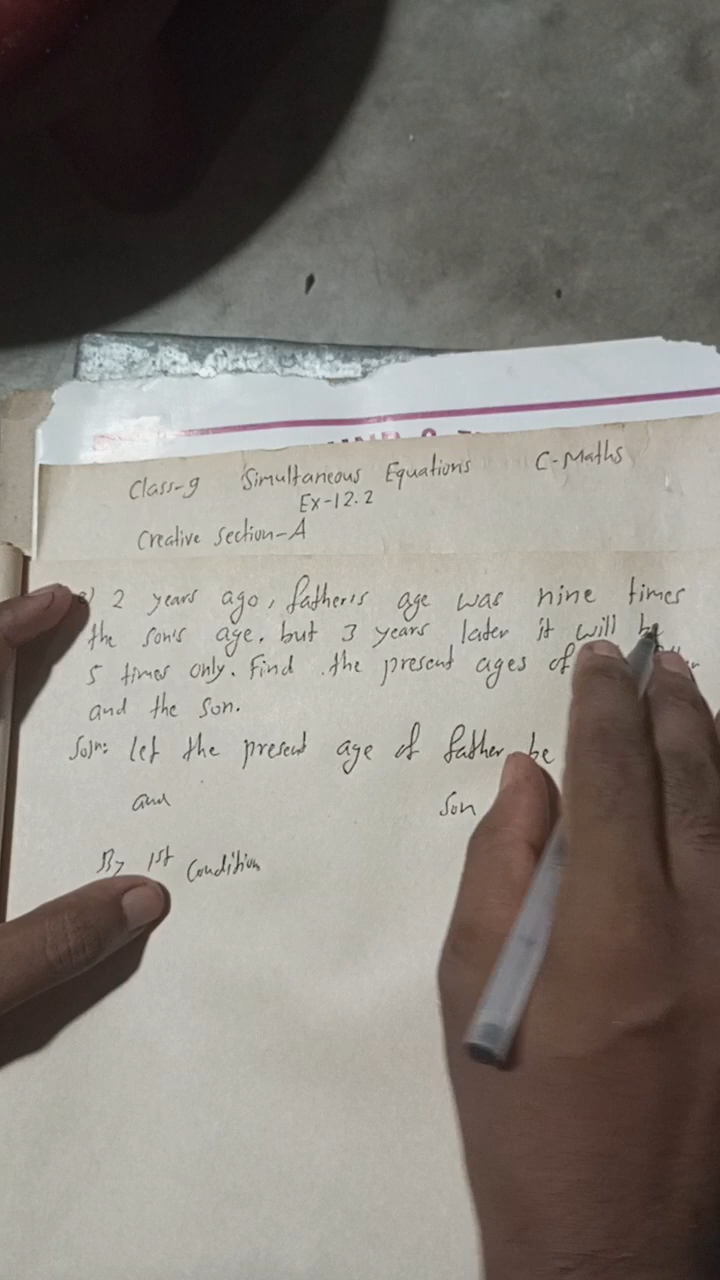 Class-9 Simultaneous Equations C-Maths
Ex-12.2
Creative Section-A
e) 2 years ago, father's age was nine times
the son's age. but 3 years later it will be
5 times only. Find the present ages of
and the son.
Soln: let the present age of father be
and son
By 1st Condition